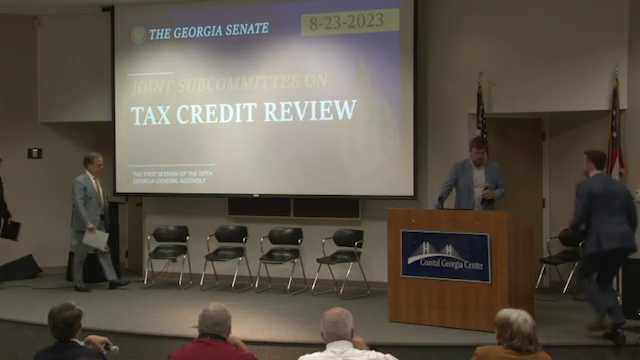 THE GEORGIA SENATE
8-23-2023
JOINT SUBCOMMITTEE ON
TAX CREDIT REVIEW
THE FIRST SESSION OF THE 157TH
GEORGIA GENERAL ASSEMBLY
Coastal Georgia Center